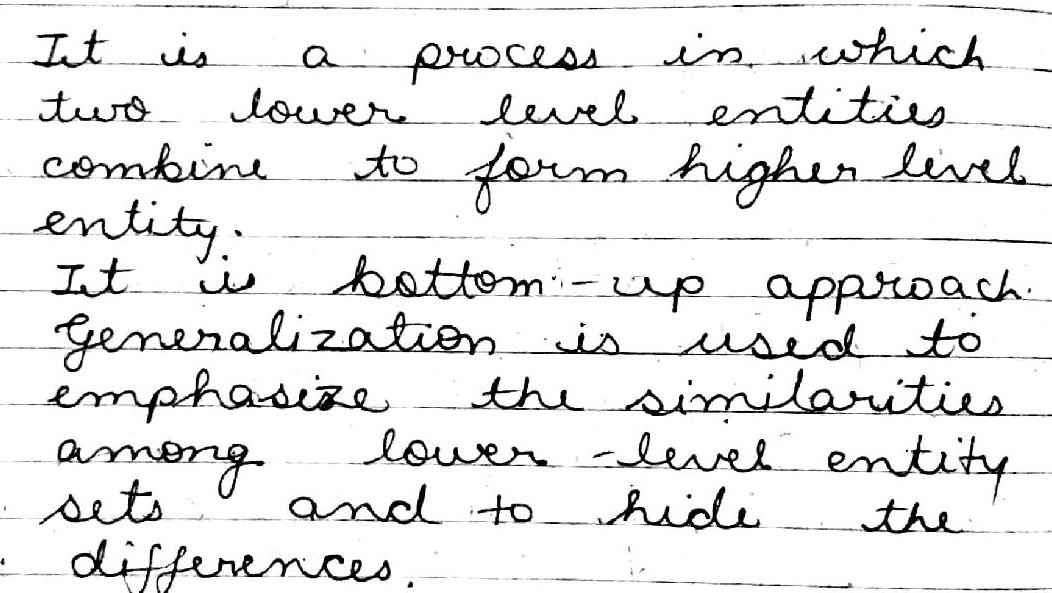 It is a process in which
two lower level entities
combine to form higher level
entity.
It is bottom-up approach.
Generalization is used to
emphasize the similarities
among lower-level entity
sets and to hide the
differences.